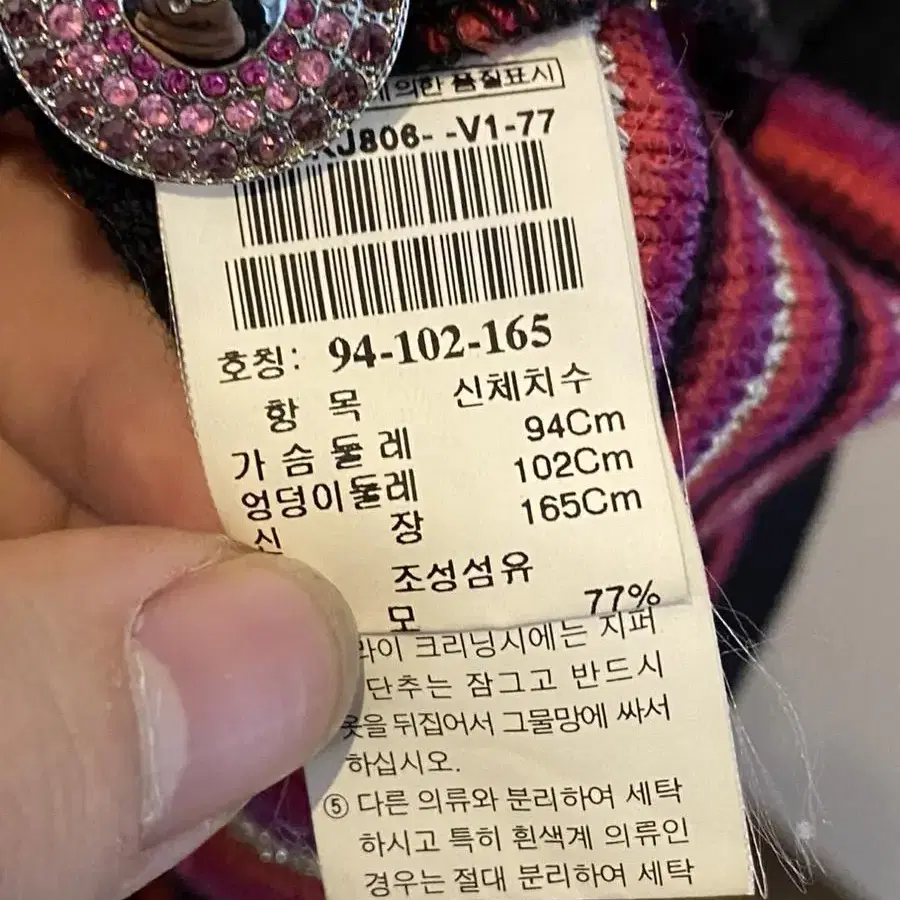 의한 품질표시
J806- -V1-77
호칭: 94-102-165
항 목 신체치수
가 슴 둘 레 94Cm
엉덩이둘레 102Cm
신 장 165Cm
조성섬유
모 77%
라이 크리닝시에는 지퍼
단추는 잠그고 반드시
옷을 뒤집어서 그물망에 싸서
하십시오.
⑤ 다른 의류와 분리하여 세탁
하시고 특히 흰색계 의류인
경우는 절대 분리하여 세탁